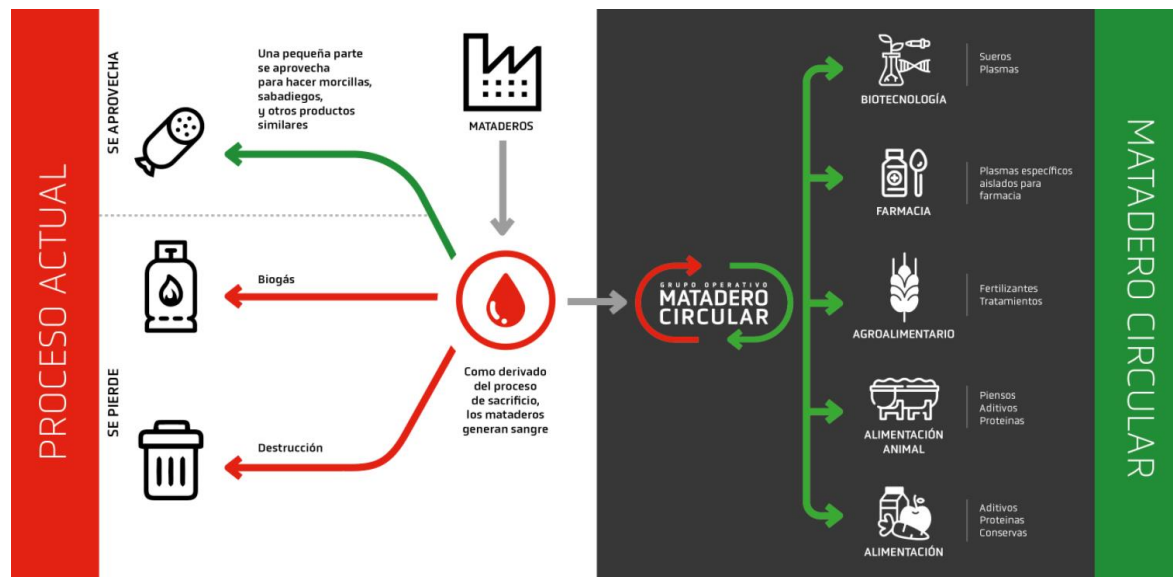 PROCESO ACTUAL
SE APROVECHA
Una pequeña parte
se aprovecha
para hacer morcillas,
sabadiegos,
y otros productos
similares
MATADEROS
SE PIERDE
Biogás
Destrucción
Como derivado
del proceso
de sacrificio,
los mataderos
generan sangre
GRUPO OPERATIVO
MATADERO
CIRCULAR
BIOTECNOLOGÍA
Sueros
Plasmas
FARMACIA
Plasmas específicos
aislados para
farmacia
AGROALIMENTARIO
Fertilizantes
Tratamientos
ALIMENTACIÓN
ANIMAL
Piensos
Aditivos
Proteinas
ALIMENTACIÓN
Aditivos
Proteinas
Conservas
MATADERO CIRCULAR